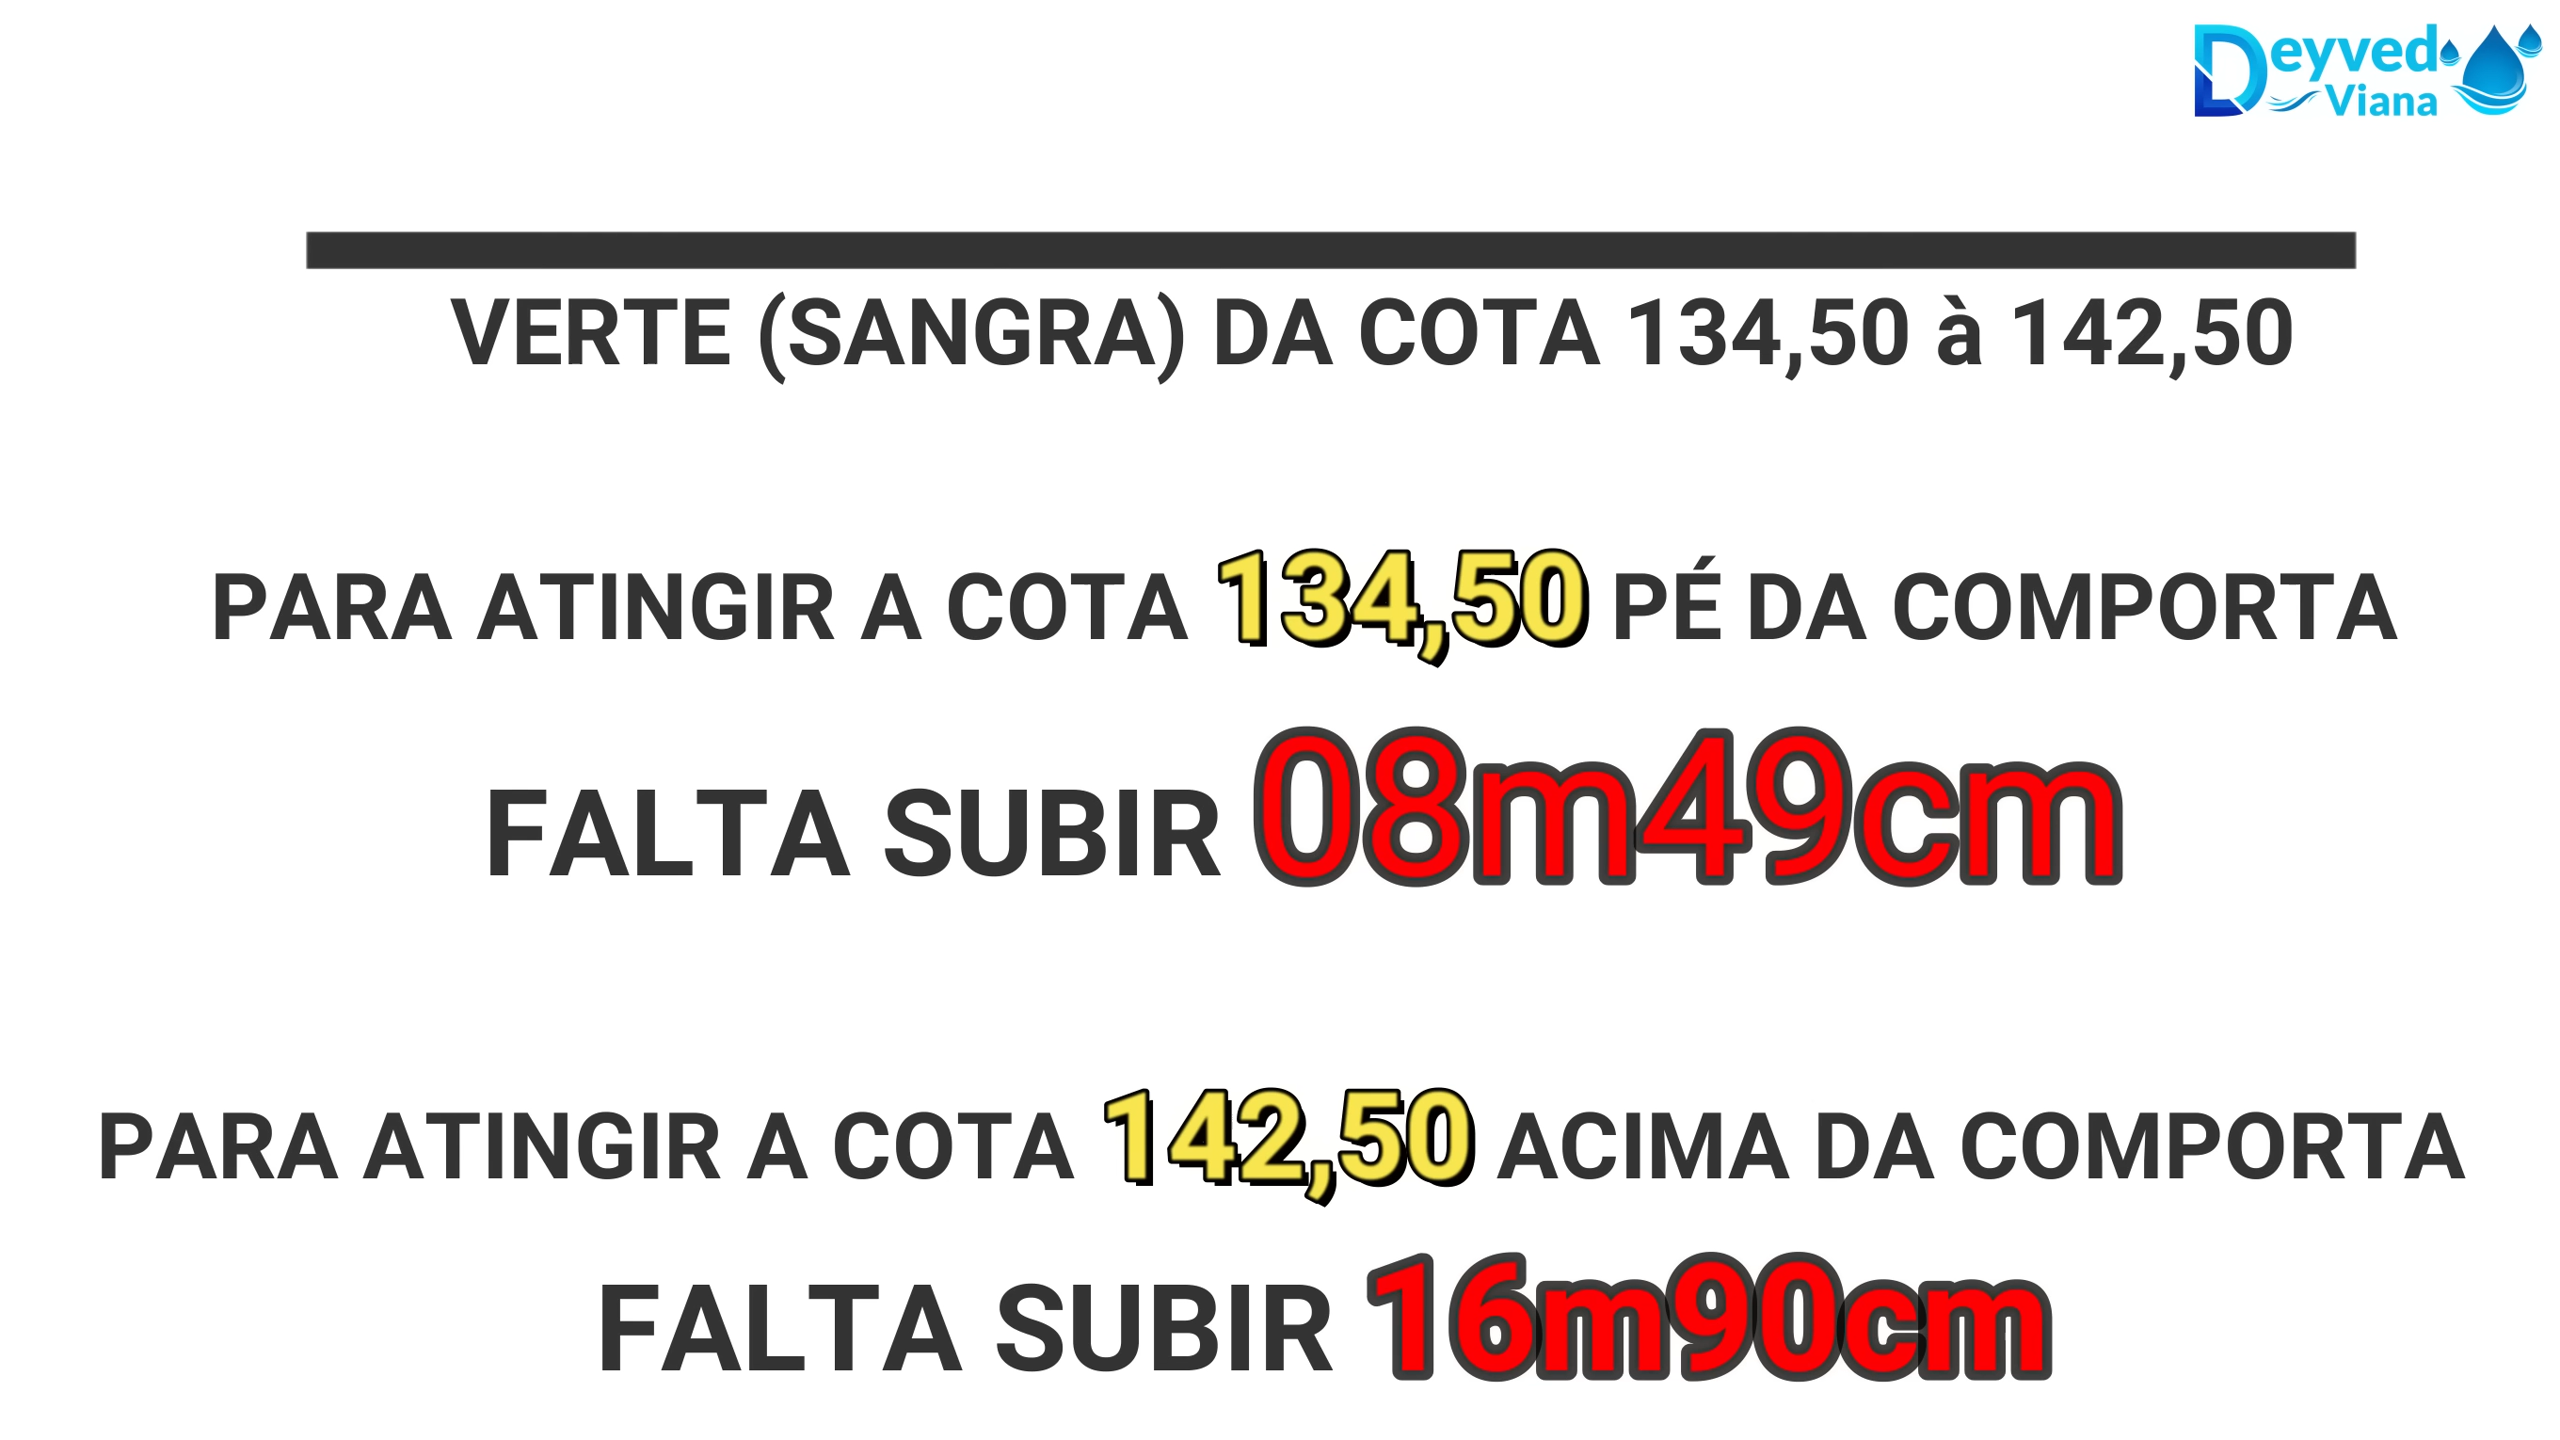 Deyved
Viana
VERTE (SANGRA) DA COTA 134,50 à 142,50
PARA ATINGIR A COTA 134,50 PÉ DA COMPORTA
FALTA SUBIR 08m49cm
PARA ATINGIR A COTA 142,50 ACIMA DA COMPORTA
FALTA SUBIR 16m90cm